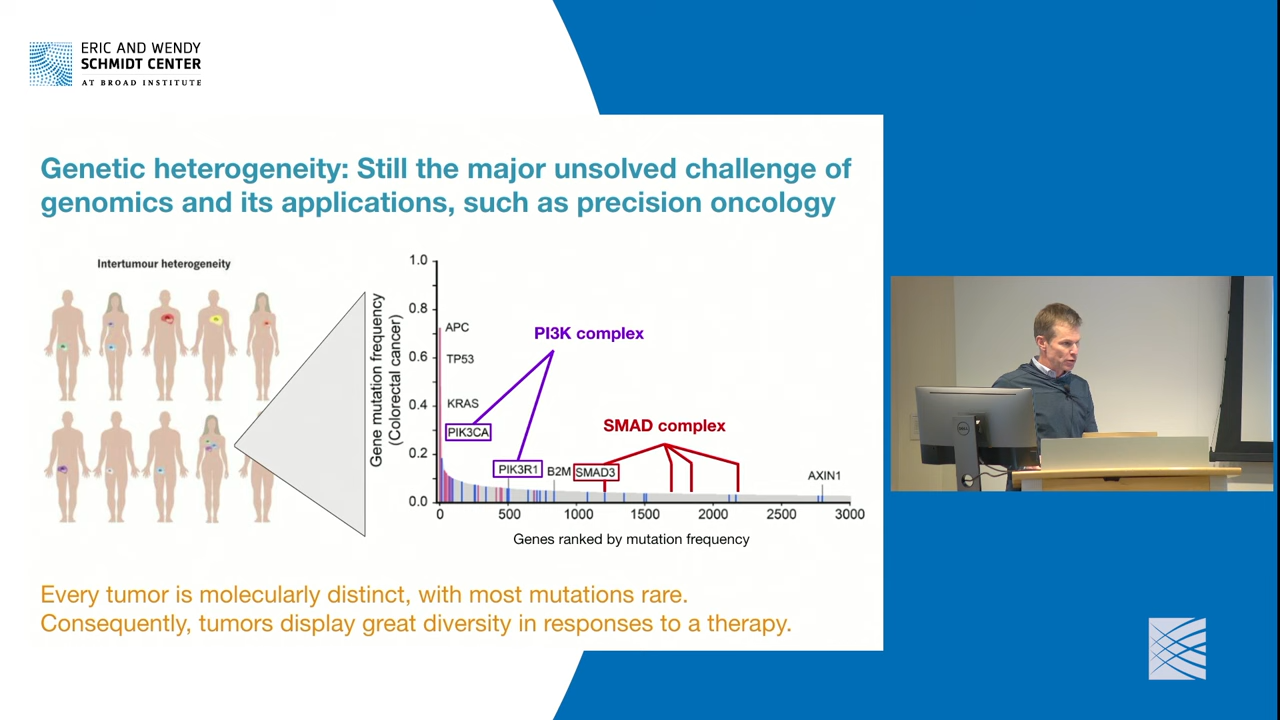 ERIC AND WENDY
SCHMIDT CENTER
AT BROAD INSTITUTE
Genetic heterogeneity: Still the major unsolved challenge of
genomics and its applications, such as precision oncology
Intertumour heterogeneity
Gene mutation frequency
(Colorectal cancer)
1.0
0.8
0.6
0.4
0.2
0.0
APC
TP53
KRAS
PIK3CA
PI3K complex
PIK3R1
B2M
SMAD3
SMAD complex
AXIN1
0
500
1000
1500
2000
2500
3000
Genes ranked by mutation frequency
Every tumor is molecularly distinct, with most mutations rare.
Consequently, tumors display great diversity in responses to a therapy.
DELL